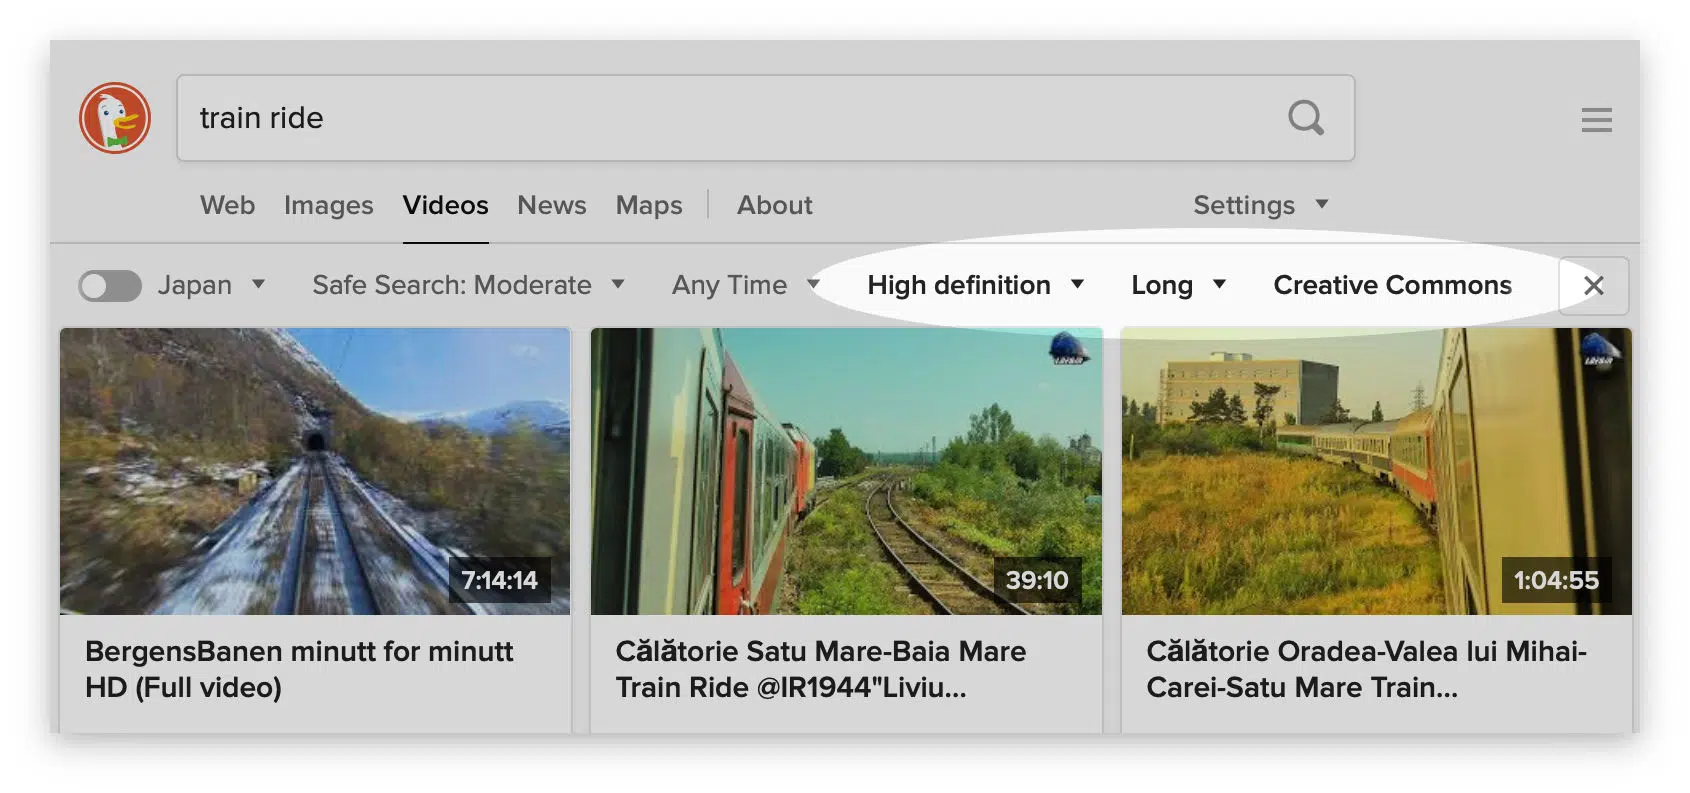 train ride
Web Images Videos News Maps About Settings
Japan Safe Search: Moderate Any Time High definition Long Creative Commons
7:14:14
39:10
1:04:55
BergensBanen minutt for minutt
HD (Full video)
Călătorie Satu Mare-Baia Mare
Train Ride @IR1944"Liviu...
Călătorie Oradea-Valea lui Mihai-
Carei-Satu Mare Train...